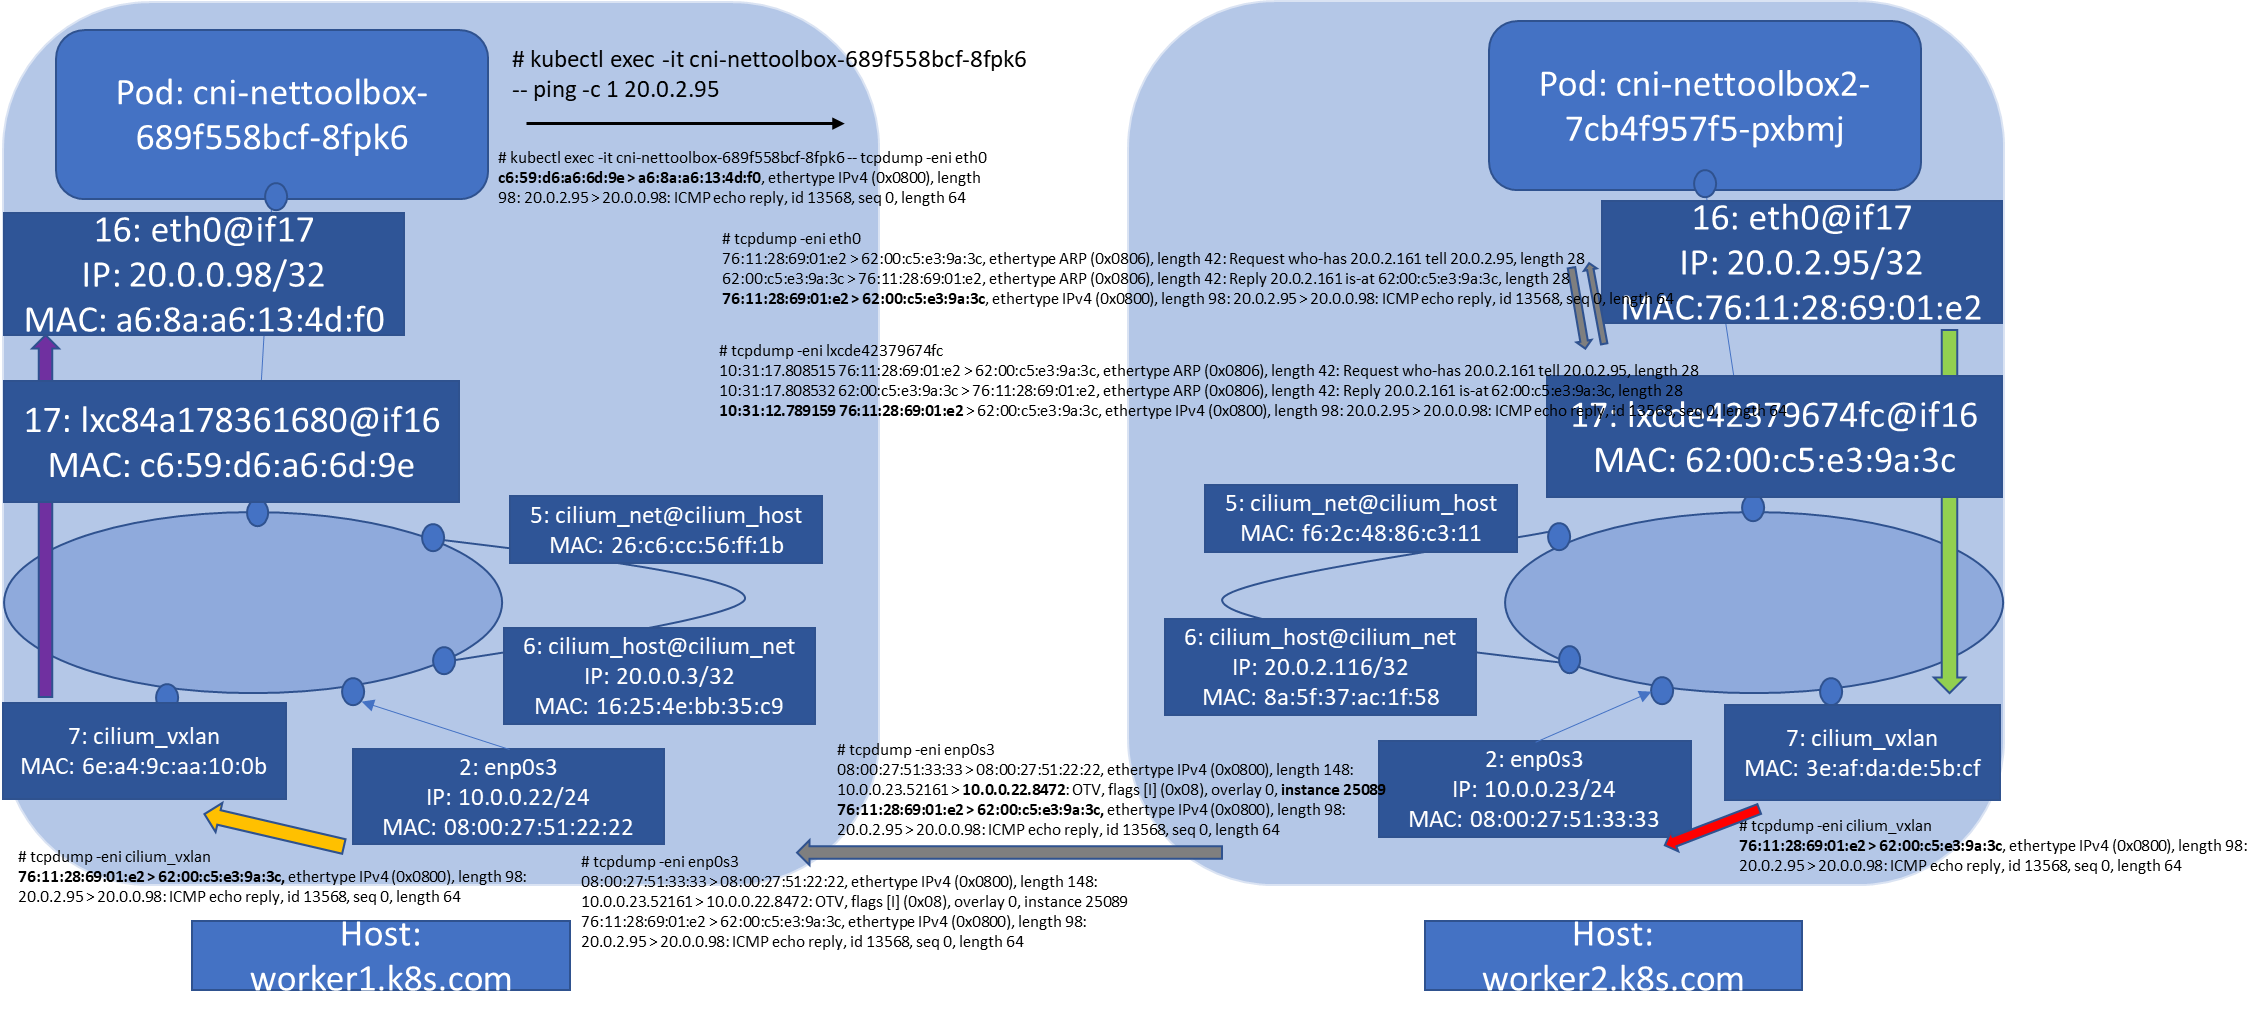 Pod: cni-nettoolbox-
689f558bcf-8fpk6
# kubectl exec -it cni-nettoolbox-689f558bcf-8fpk6
-- ping -c 1 20.0.2.95
# kubectl exec -it cni-nettoolbox-689f558bcf-8fpk6 -- tcpdump -eni eth0
c6:59:d6:a6:6d:9e > a6:8a:a6:13:4d:f0, ethertype IPv4 (0x0800), length
98: 20.0.2.95 > 20.0.0.98: ICMP echo reply, id 13568, seq 0, length 64
16: eth0@if17
IP: 20.0.0.98/32
MAC: a6:8a:a6:13:4d:f0
17: lxc84a178361680@if16
MAC: c6:59:d6:a6:6d:9e
5: cilium_net@cilium_host
MAC: 26:c6:cc:56:ff:1b
6: cilium_host@cilium_net
IP: 20.0.0.3/32
MAC: 16:25:4e:bb:35:c9
7: cilium_vxlan
MAC: 6e:a4:9c:aa:10:0b
2: enp0s3
IP: 10.0.0.22/24
MAC: 08:00:27:51:22:22
# tcpdump -eni cilium_vxlan
76:11:28:69:01:e2 > 62:00:c5:e3:9a:3c, ethertype IPv4 (0x0800), length 98:
20.0.2.95 > 20.0.0.98: ICMP echo reply, id 13568, seq 0, length 64
Host:
worker1.k8s.com
# tcpdump -eni enp0s3
08:00:27:51:33:33 > 08:00:27:51:22:22, ethertype IPv4 (0x0800), length 148:
10.0.0.23.52161 > 10.0.0.22.8472: OTV, flags [I] (0x08), overlay 0, instance 25089
76:11:28:69:01:e2 > 62:00:c5:e3:9a:3c, ethertype IPv4 (0x0800), length 98:
20.0.2.95 > 20.0.0.98: ICMP echo reply, id 13568, seq 0, length 64
Pod: cni-nettoolbox2-
7cb4f957f5-pxbmj
16: eth0@if17
IP: 20.0.2.95/32
MAC:76:11:28:69:01:e2
# tcpdump -eni eth0
76:11:28:69:01:e2 > 62:00:c5:e3:9a:3c, ethertype ARP (0x0806), length 42: Request who-has 20.0.2.161 tell 20.0.2.95, length 28
62:00:c5:e3:9a:3c > 76:11:28:69:01:e2, ethertype ARP (0x0806), length 42: Reply 20.0.2.161 is-at 62:00:c5:e3:9a:3c, length 28
76:11:28:69:01:e2 > 62:00:c5:e3:9a:3c, ethertype IPv4 (0x0800), length 98: 20.0.2.95 > 20.0.0.98: ICMP echo reply, id 13568, seq 0, length 64
# tcpdump -eni lxcde42379674fc
10:31:17.808515 76:11:28:69:01:e2 > 62:00:c5:e3:9a:3c, ethertype ARP (0x0806), length 42: Request who-has 20.0.2.161 tell 20.0.2.95, length 28
10:31:17.808532 62:00:c5:e3:9a:3c > 76:11:28:69:01:e2, ethertype ARP (0x0806), length 42: Reply 20.0.2.161 is-at 62:00:c5:e3:9a:3c, length 28
10:31:12.789159 76:11:28:69:01:e2 > 62:00:c5:e3:9a:3c, ethertype IPv4 (0x0800), length 98: 20.0.2.95 > 20.0.0.98: ICMP echo reply, id 13568, seq 0, length 64
17: lxcde42379674fc@if16
MAC: 62:00:c5:e3:9a:3c
5: cilium_net@cilium_host
MAC: f6:2c:48:86:c3:11
6: cilium_host@cilium_net
IP: 20.0.2.116/32
MAC: 8a:5f:37:ac:1f:58
# tcpdump -eni enp0s3
08:00:27:51:33:33 > 08:00:27:51:22:22, ethertype IPv4 (0x0800), length 148:
10.0.0.23.52161 > 10.0.0.22.8472: OTV, flags [I] (0x08), overlay 0, instance 25089
76:11:28:69:01:e2 > 62:00:c5:e3:9a:3c, ethertype IPv4 (0x0800), length 98:
20.0.2.95 > 20.0.0.98: ICMP echo reply, id 13568, seq 0, length 64
2: enp0s3
IP: 10.0.0.23/24
MAC: 08:00:27:51:33:33
7: cilium_vxlan
MAC: 3e:af:da:de:5b:cf
# tcpdump -eni cilium_vxlan
76:11:28:69:01:e2 > 62:00:c5:e3:9a:3c, ethertype IPv4 (0x0800), length 98:
20.0.2.95 > 20.0.0.98: ICMP echo reply, id 13568, seq 0, length 64
Host:
worker2.k8s.com